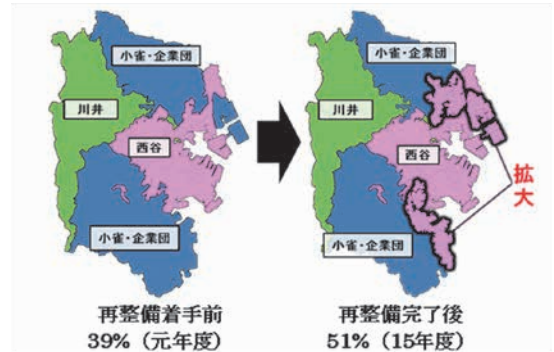 小雀・企業団
川井
西谷
小雀・企業団
再整備着手前
39%（元年度）
小雀・企業団
川井
西谷
拡大
小雀・企業団
再整備完了後
51%（15年度）